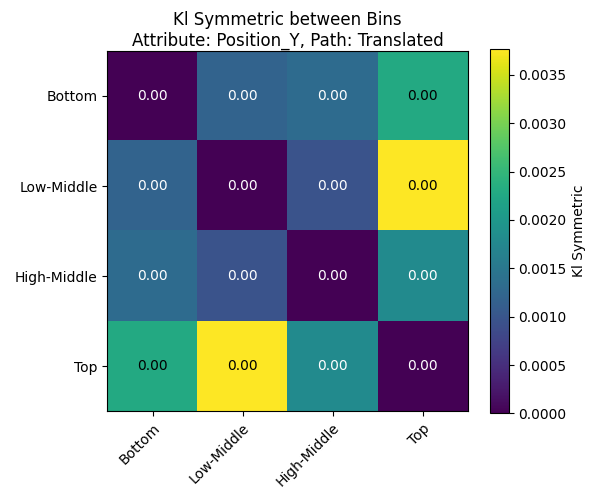 Kl Symmetric between Bins
Attribute: Position_Y, Path: Translated
Bottom
0.00 0.00 0.00 0.00
Low-Middle
0.00 0.00 0.00 0.00
High-Middle
0.00 0.00 0.00 0.00
Top
0.00 0.00 0.00 0.00
Bottom
Low-Middle
High-Middle
Top
0.0035
0.0030
0.0025
0.0020
0.0015
0.0010
0.0005
0.0000
Kl Symmetric